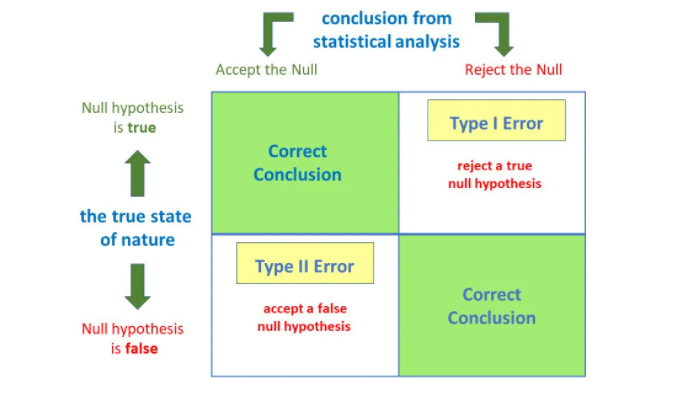 conclusion from
statistical analysis
Accept the Null
Reject the Null
Null hypothesis
is true
Correct
Conclusion
Type I Error
reject a true
null hypothesis
the true state
of nature
Type II Error
accept a false
null hypothesis
Correct
Conclusion
Null hypothesis
is false